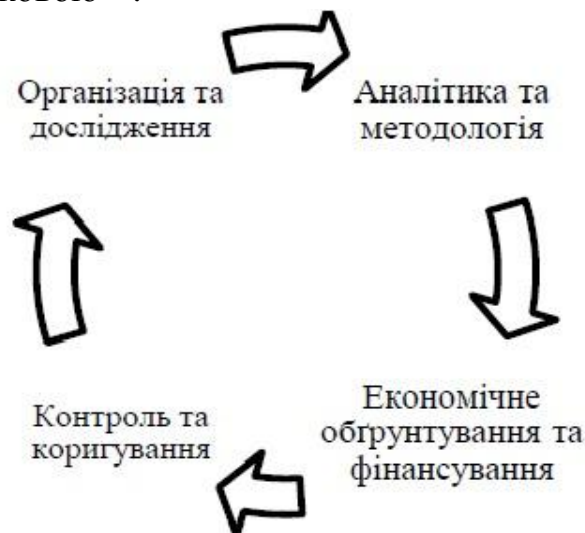 Організація та
дослідження
Аналітика та
методологія
Економічне
обґрунтування та
фінансування
Контроль та
коригування